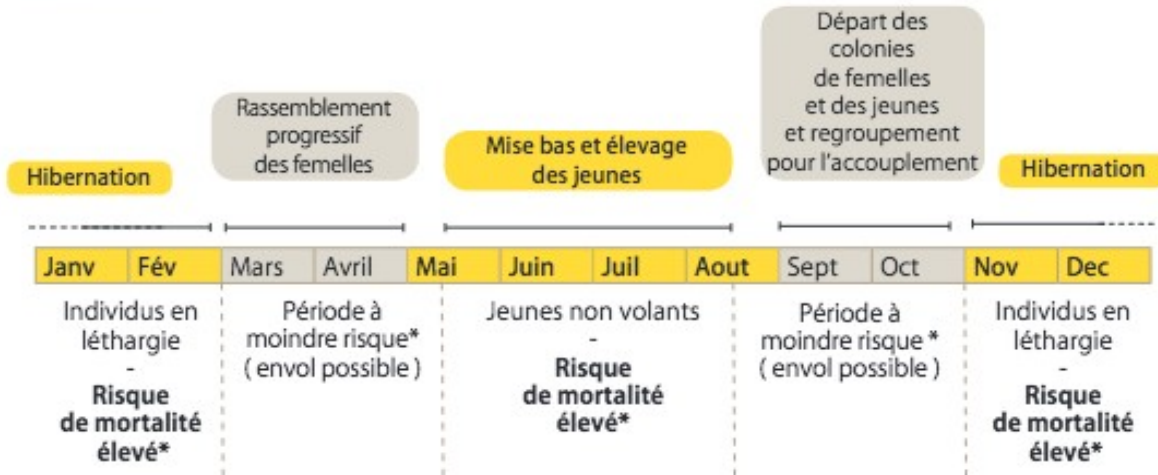 Départ des
colonies
de femelles
et des jeunes
et regroupement
pour l'accouplement
Rassemblement
progressif
des femelles
Mise bas et élevage
des jeunes
Hibernation
Hibernation
Janv Fév Mars Avril Mai Juin Juil Aout Sept Oct Nov Dec
Individus en
léthargie
-
Risque
de mortalité
élevé*
Période à
moindre risque*
( envol possible )
Jeunes non volants
-
Risque
de mortalité
élevé*
Période à
moindre risque *
( envol possible )
Individus en
léthargie
-
Risque
de mortalité
élevé*